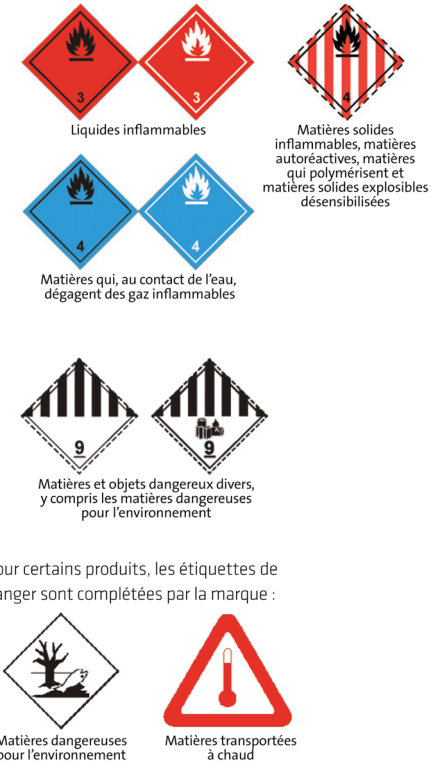 3
3
4
Liquides inflammables
Matières solides
inflammables, matières
autoréactives, matières
qui polymérisent et
matières solides explosibles
désensibilisées
4
4
Matières qui, au contact de l'eau,
dégagent des gaz inflammables
9
9
Matières et objets dangereux divers,
y compris les matières dangereuses
pour l'environnement
our certains produits, les étiquettes de
anger sont complétées par la marque :
Matières dangereuses
pour l'environnement
Matières transportées
à chaud